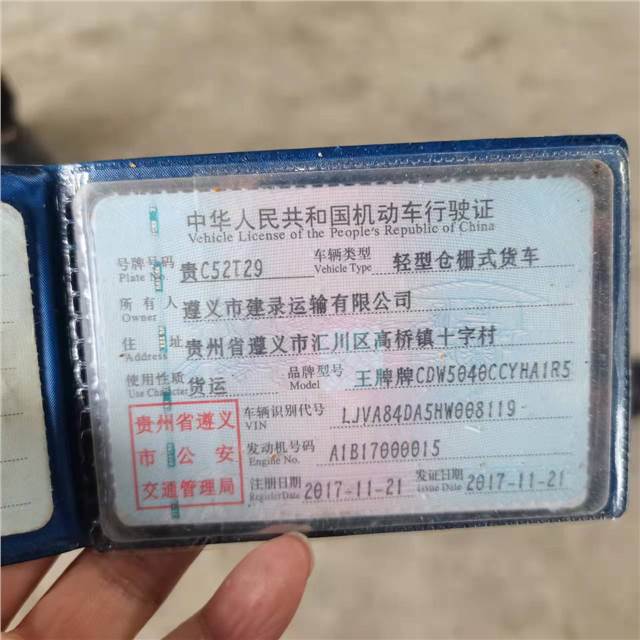 中华人民共和国机动车行驶证
Vehicle License of the People's Republic of China
号牌号码 贵C52T29 车辆类型 轻型仓栅式货车
Plate No. Vehicle Type
所有人 遵义市建录运输有限公司
Owner
住址 贵州省遵义市汇川区高桥镇十字村
Address
使用性质 货运 品牌型号 王牌牌CDW5040CCYHA1R5
Use Character Model
贵州省遵义
市公安
交通管理局
车辆识别代号 LJVA84DA5HW008119
VIN
发动机号码 A1B17000015
Engine No.
注册日期 2017-11-21 发证日期 2017-11-21
Register Date Issue Date